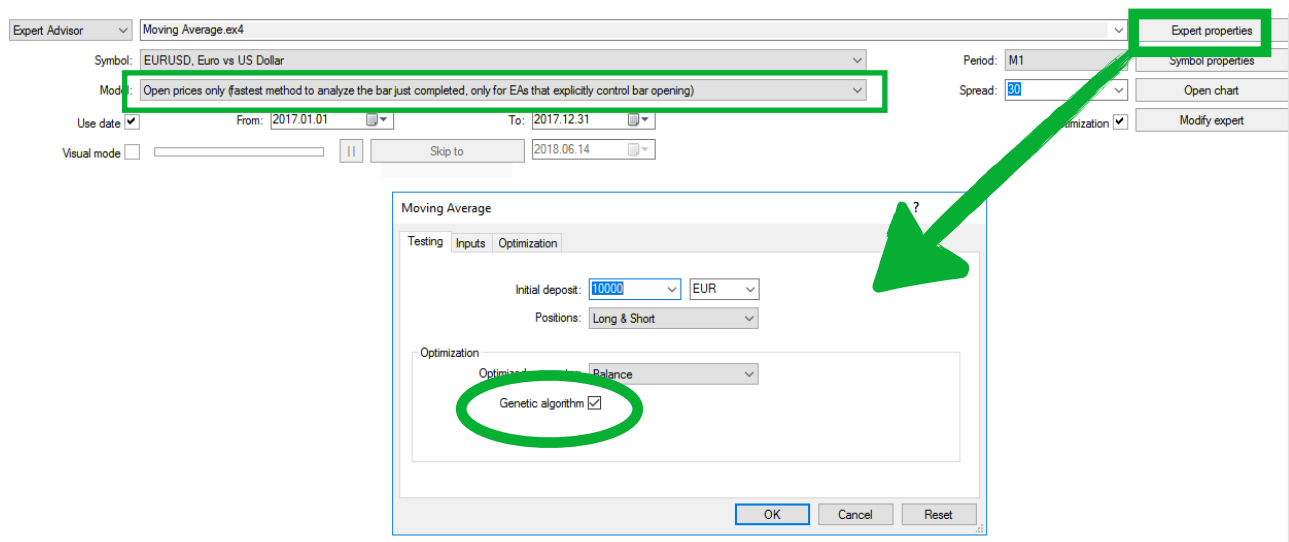 Expert Advisor Moving Average.ex4 Expert properties
Symbol: EURUSD, Euro vs US Dollar Period: M1 Symbol properties
Model: Open prices only (fastest method to analyze the bar just completed, only for EAs that explicitly control bar opening) Spread: 30 Open chart
Use date From: 2017.01.01 To: 2017.12.31 Modify expert
Visual mode Skip to 2018.06.14
Moving Average ?
Testing Inputs Optimization
Initial deposit: 10000 EUR
Positions: Long & Short
Optimization
Balance
Genetic algorithm
OK Cancel Reset